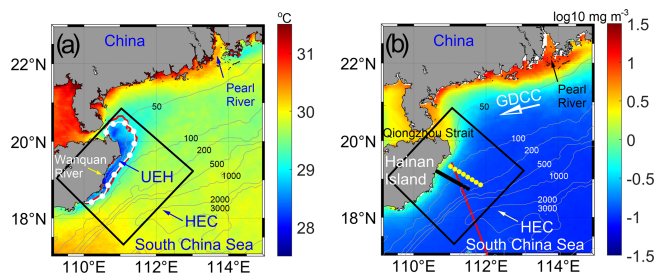 °C
(a)
China
31
22°N
Pearl
River
50
30
20°N
100
200
Wanquan
River
500
1000
29
UEH
2000
3000
18°N
HEC
28
South China Sea
110°E
112°E
114°E
log10 mg m-3
(b)
China
1.5
22°N
1
Pearl
River
50
GDCC
0.5
20°N
Qiongzhou Strait
100
200
0
Hainan
Island
500
1000
-0.5
2000
3000
18°N
HEC
-1
South China Sea
-1.5
110°E
112°E
114°E